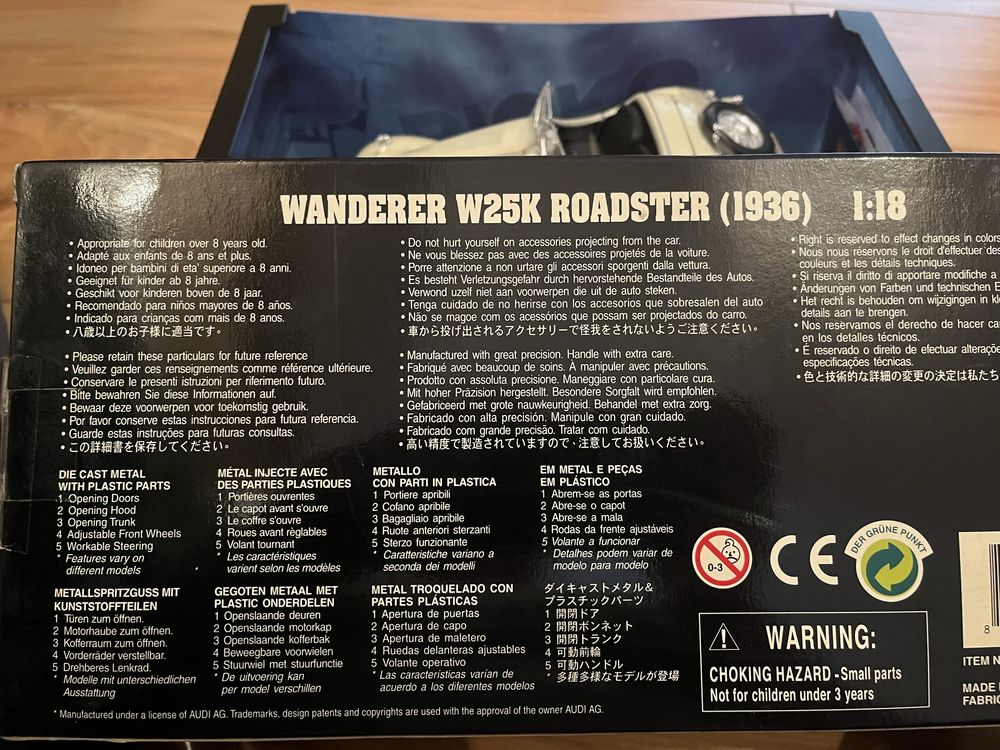 WANDERER W25K ROADSTER (1936) 1:18
• Appropriate for children over 8 years old.
• Adapté aux enfants de 8 ans et plus.
• Idoneo per bambini di eta' superiore a 8 anni.
• Geeignet für kinder ab 8 jahre.
• Geschikt voor kinderen boven de 8 jaar.
• Recomendado para niños mayores de 8 años.
• Indicado para crianças com mais de 8 anos.
• 八歳以上のお子様に適当です。
• Do not hurt yourself on accessories projecting from the car.
• Ne vous blessez pas avec des accessoires projetés de la voiture.
• Porre attenzione a non urtare gli accessori sporgenti dalla vettura.
• Es besteht Verletzungsgefahr durch hervorstehende Bestandteile des Autos.
• Verwond uzelf niet aan voorwerpen die uit de auto steken.
• Tenga cuidado de no herirse con los accesorios que sobresalen del auto
• Não se magoe com os acessórios que possam ser projectados do carro.
• 車から投げ出されるアクセサリーで怪我をされないようご注意ください。
• Right is reserved to effect changes in colors
• Nous nous réservons le droit d'effectuer des
couleurs et les détails techniques.
• Si riserva il diritto di apportare modifiche a
• Änderungen von Farben und technischen E
• Het recht is behouden om wijzigingen in kl
details aan te brengen.
• Nos reservamos el derecho de hacer ca
en los detalles técnicos.
• É reservado o direito de efectuar alteraçõe
especificações técnicas.
• 色と技術的な詳細の変更の決定は私たち
• Please retain these particulars for future reference
• Veuillez garder ces renseignements comme référence ultérieure.
• Conservare le presenti istruzioni per riferimento futuro.
• Bitte bewahren Sie diese Informationen auf.
• Bewaar deze voorwerpen voor toekomstig gebruik.
• Por favor conserve estas instrucciones para futura referencia.
• Guarde estas instruções para futuras consultas.
• この詳細書を保存してください。
• Manufactured with great precision. Handle with extra care.
• Fabriqué avec beaucoup de soins. A manipuler avec précautions.
• Prodotto con assoluta precisione. Maneggiare con particolare cura.
• Mit hoher Präzision hergestellt. Besondere Sorgfalt wird empfohlen.
• Gefabriceerd met grote nauwkeurigheid. Behandel met extra zorg.
• Fabricado con alta precisión. Manipule con gran cuidado.
• Fabricado com grande precisão. Tratar com cuidado.
• 高い精度で製造されていますので、注意してお扱いください。
DIE CAST METAL
WITH PLASTIC PARTS
1 Opening Doors
2 Opening Hood
3 Opening Trunk
4 Adjustable Front Wheels
5 Workable Steering
* Features vary on
different models
MÉTAL INJECTE AVEC
DES PARTIES PLASTIQUES
1 Portières ouvrentes
2 Le capot avant s'ouvre
3 Le coffre s'ouvre
4 Roues avant règlables
5 Volant tournant
* Les caractéristiques
varient selon les modèles
METALLO
CON PARTI IN PLASTICA
1 Portiere apribili
2 Cofano apribile
3 Bagagliaio apribile
4 Ruote anteriori sterzanti
5 Sterzo funzionante
* Caratteristiche variano a
seconda dei modelli
EM METAL E PEÇAS
EM PLÁSTICO
1 Abrem-se as portas
2 Abre-se o capot
3 Abre-se a mala
4 Rodas da frente ajustáveis
5 Volante a funcionar
* Detalhes podem variar de
modelo para modelo
METALLSPRITZGUSS MIT
KUNSTSTOFFTEILEN
1 Türen zum öffnen.
2 Motorhaube zum öffnen.
3 Kofferraum zum öffnen.
4 Vorderräder verstellbar.
5 Drehberes Lenkrad.
* Modelle mit unterschiedlichen
Ausstattung
GEGOTEN METAAL MET
PLASTIC ONDERDELEN
1 Openslaande deuren
2 Openslaande motorkap
3 Openslaande kofferbak
4 Beweegbare voorwielen
5 Stuurwiel met stuurfunctie
* De uitvoering kan
per model verschillen
METAL TROQUELADO CON
PARTES PLÁSTICAS
1 Apertura de puertas
2 Apertura de capo
3 Apertura de maletero
4 Ruedas delanteras ajustables
5 Volante operativo
* Las características varían de
acuerdo a los diferentes modelos
ダイキャストメタル&
プラスチックパーツ
1 開閉ドア
2 開閉ボンネット
3 開閉トランク
4 可動前輪
5 可動ハンドル
* 多種多様なモデルが登場
0-3
CE
DER GRÜNE PUNKT
WARNING:
CHOKING HAZARD - Small parts
Not for children under 3 years
8
ITEM N
MADE
FABRIC
* Manufactured under a license of AUDI AG. Trademarks, design patents and copyrights are used with the approval of the owner AUDI AG.